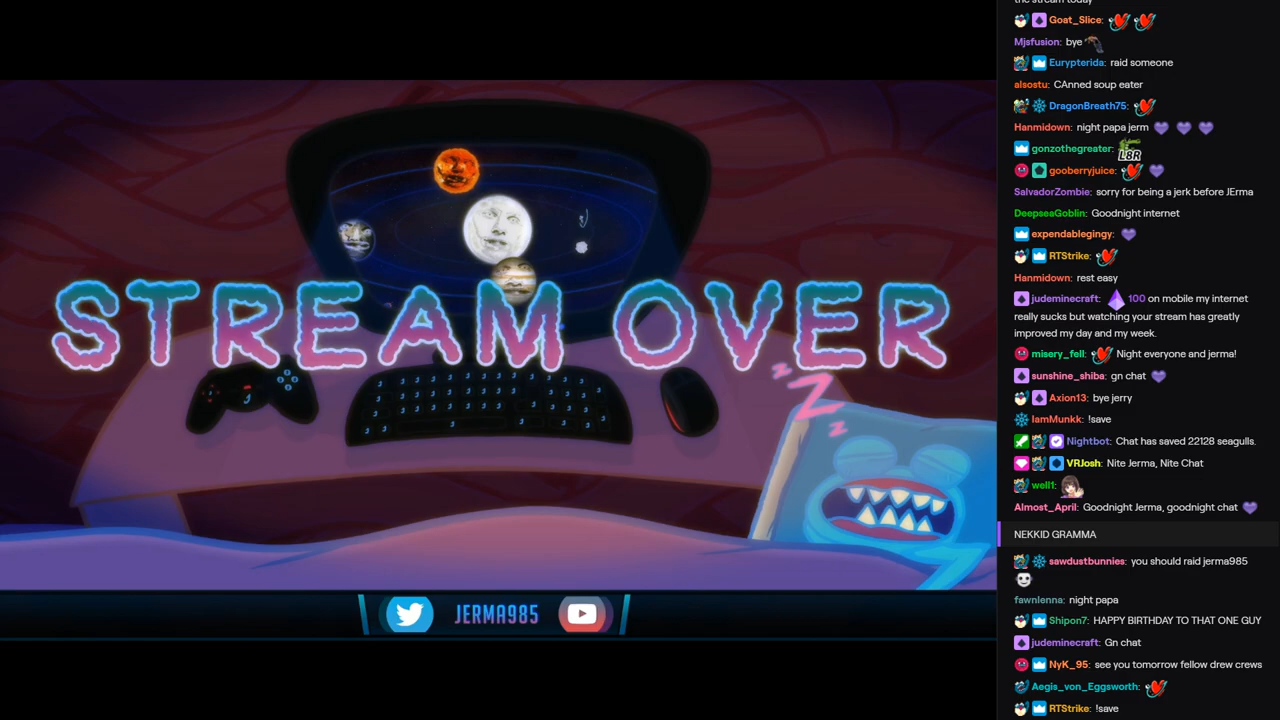 STREAM OVER
z
Z
z
JERMA985
Goat_Slice:
Mjsfusion: bye
Eurypterida: raid someone
alsostu: CAnned soup eater
DragonBreath75:
Hanmidown: night papa jerm
gonzothegreater: L8R
gooberryjuice:
SalvadorZombie: sorry for being a jerk before JErma
DeepseaGoblin: Goodnight internet
expendablegingy:
RTStrike:
Hanmidown: rest easy
judeminecraft: 100 on mobile my internet
really sucks but watching your stream has greatly
improved my day and my week.
misery_fell: Night everyone and jerma!
sunshine_shiba: gn chat
Axion13: bye jerry
IamMunkk: !save
Nightbot: Chat has saved 22128 seagulls.
VRJosh: Nite Jerma, Nite Chat
well1:
Almost_April: Goodnight Jerma, goodnight chat
NEKKID GRAMMA
sawdustbunnies: you should raid jerma985
fawnlenna: night papa
Shipon7: HAPPY BIRTHDAY TO THAT ONE GUY
judeminecraft: Gn chat
NyK_95: see you tomorrow fellow drew crews
Aegis_von_Eggsworth:
RTStrike: !save